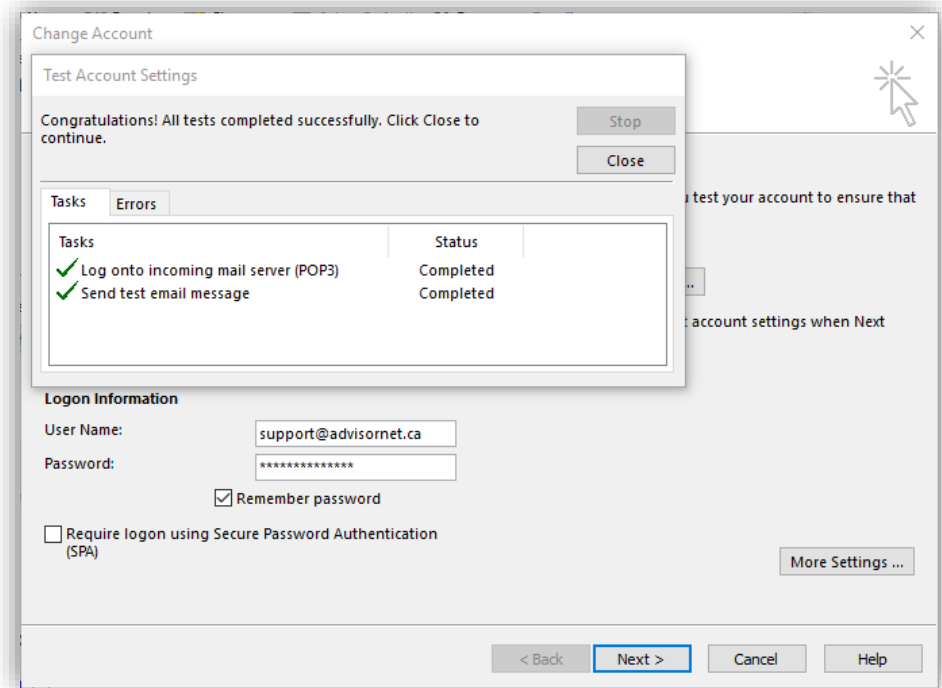 Change Account
Test Account Settings
Congratulations! All tests completed successfully. Click Close to
continue.
Stop
Close
Tasks
Errors
Tasks Status
Log onto incoming mail server (POP3) Completed
Send test email message Completed
test your account to ensure that
..
account settings when Next
Logon Information
User Name:
support@advisornet.ca
Password:
**************
Remember password
Require logon using Secure Password Authentication
(SPA)
More Settings ...
< Back
Next >
Cancel
Help